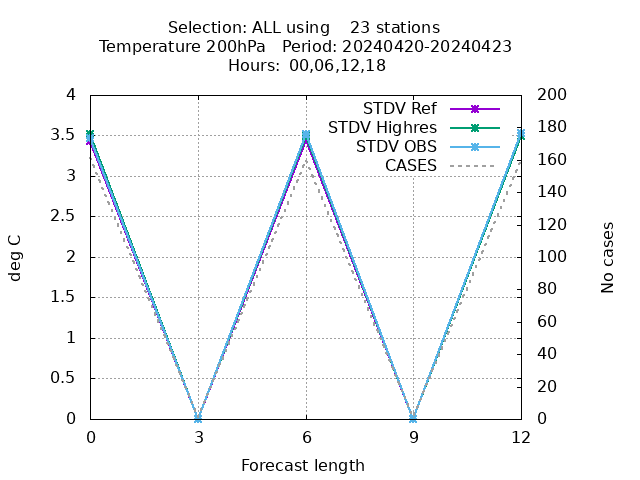 Selection: ALL using    23 stations
Temperature 200hPa   Period: 20240420-20240423
Hours: 00,06,12,18
STDV Ref
STDV Highres
STDV OBS
CASES
4
3.5
3
2.5
2
1.5
1
0.5
0
deg C
200
180
160
140
120
100
80
60
40
20
0
No cases
0
3
6
9
12
Forecast length